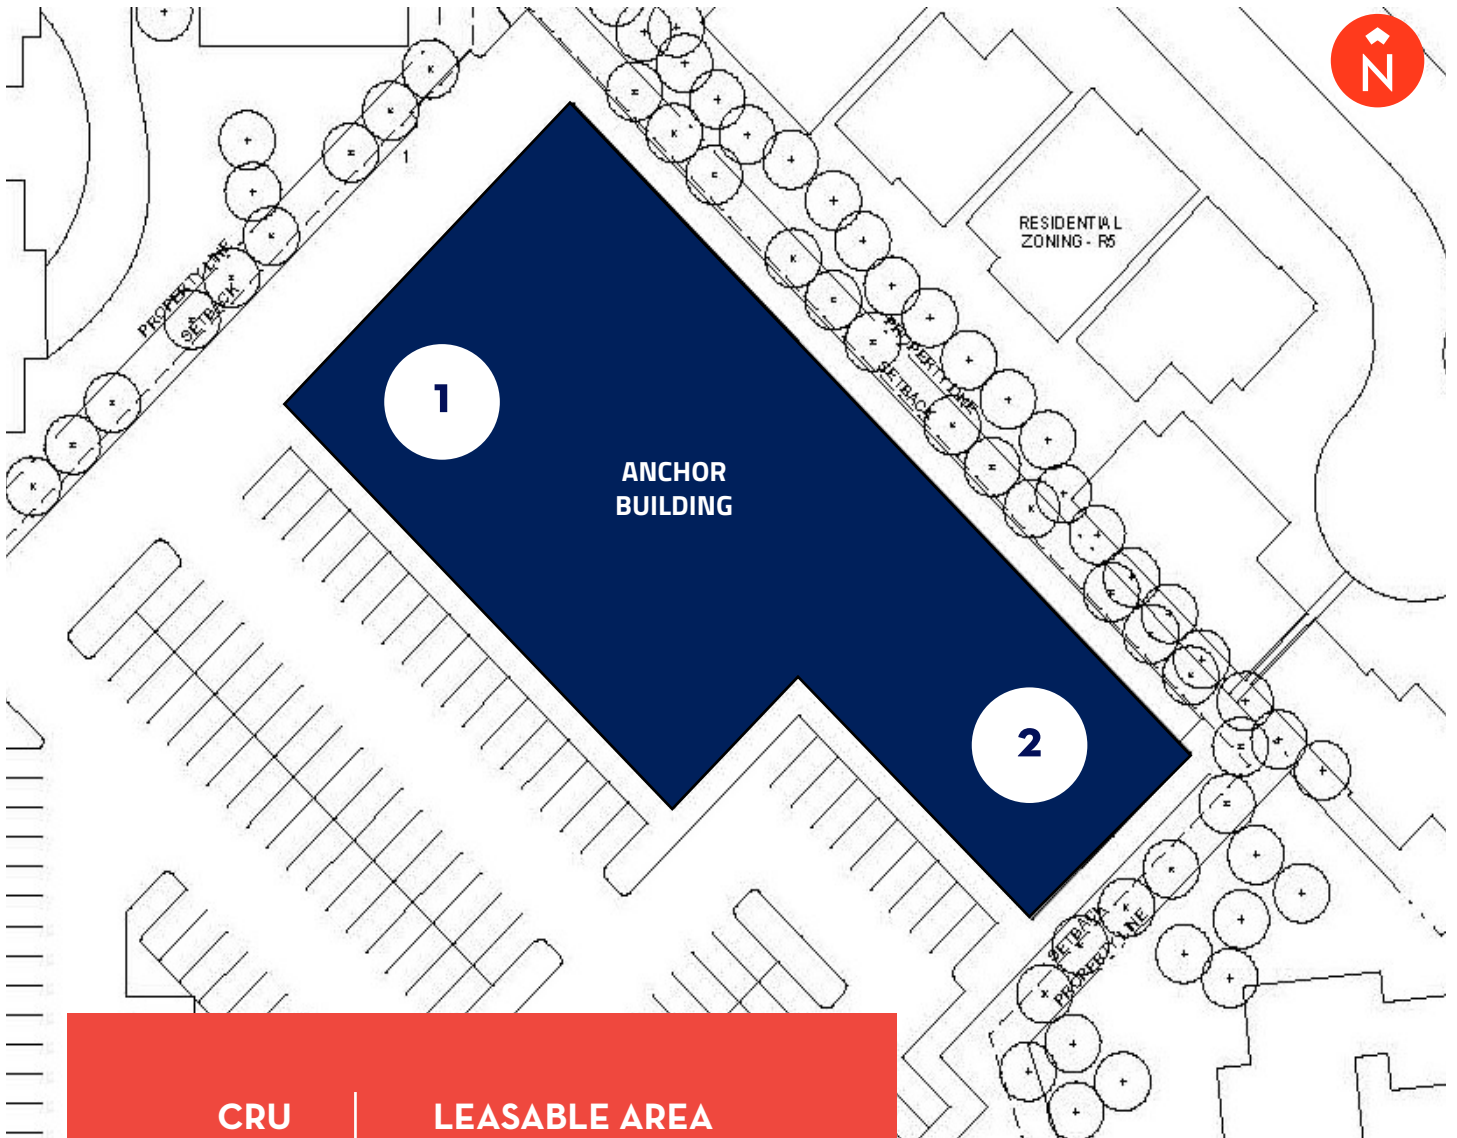 N
1
RESIDENTIAL
ZONING - R5
PROPERTY LINE
SETBACK
PROPERTY LINE
SETBACK
1
ANCHOR
BUILDING
2
SETBACK
PROPERTY LINE
CRU
LEASABLE AREA